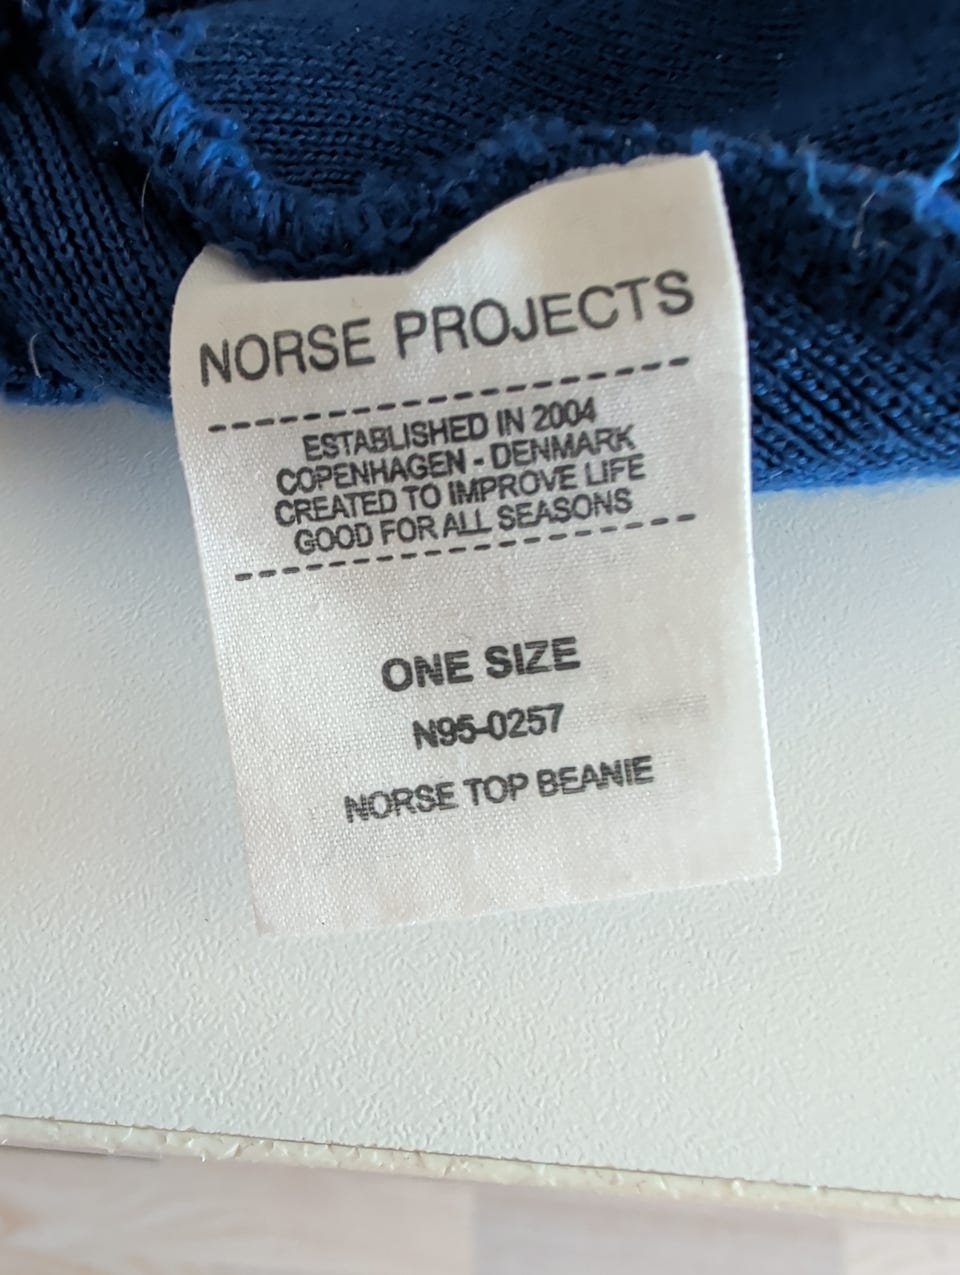 NORSE PROJECTS
ESTABLISHED IN 2004
COPENHAGEN - DENMARK
CREATED TO IMPROVE LIFE
GOOD FOR ALL SEASONS
ONE SIZE
N95-0257
NORSE TOP BEANIE